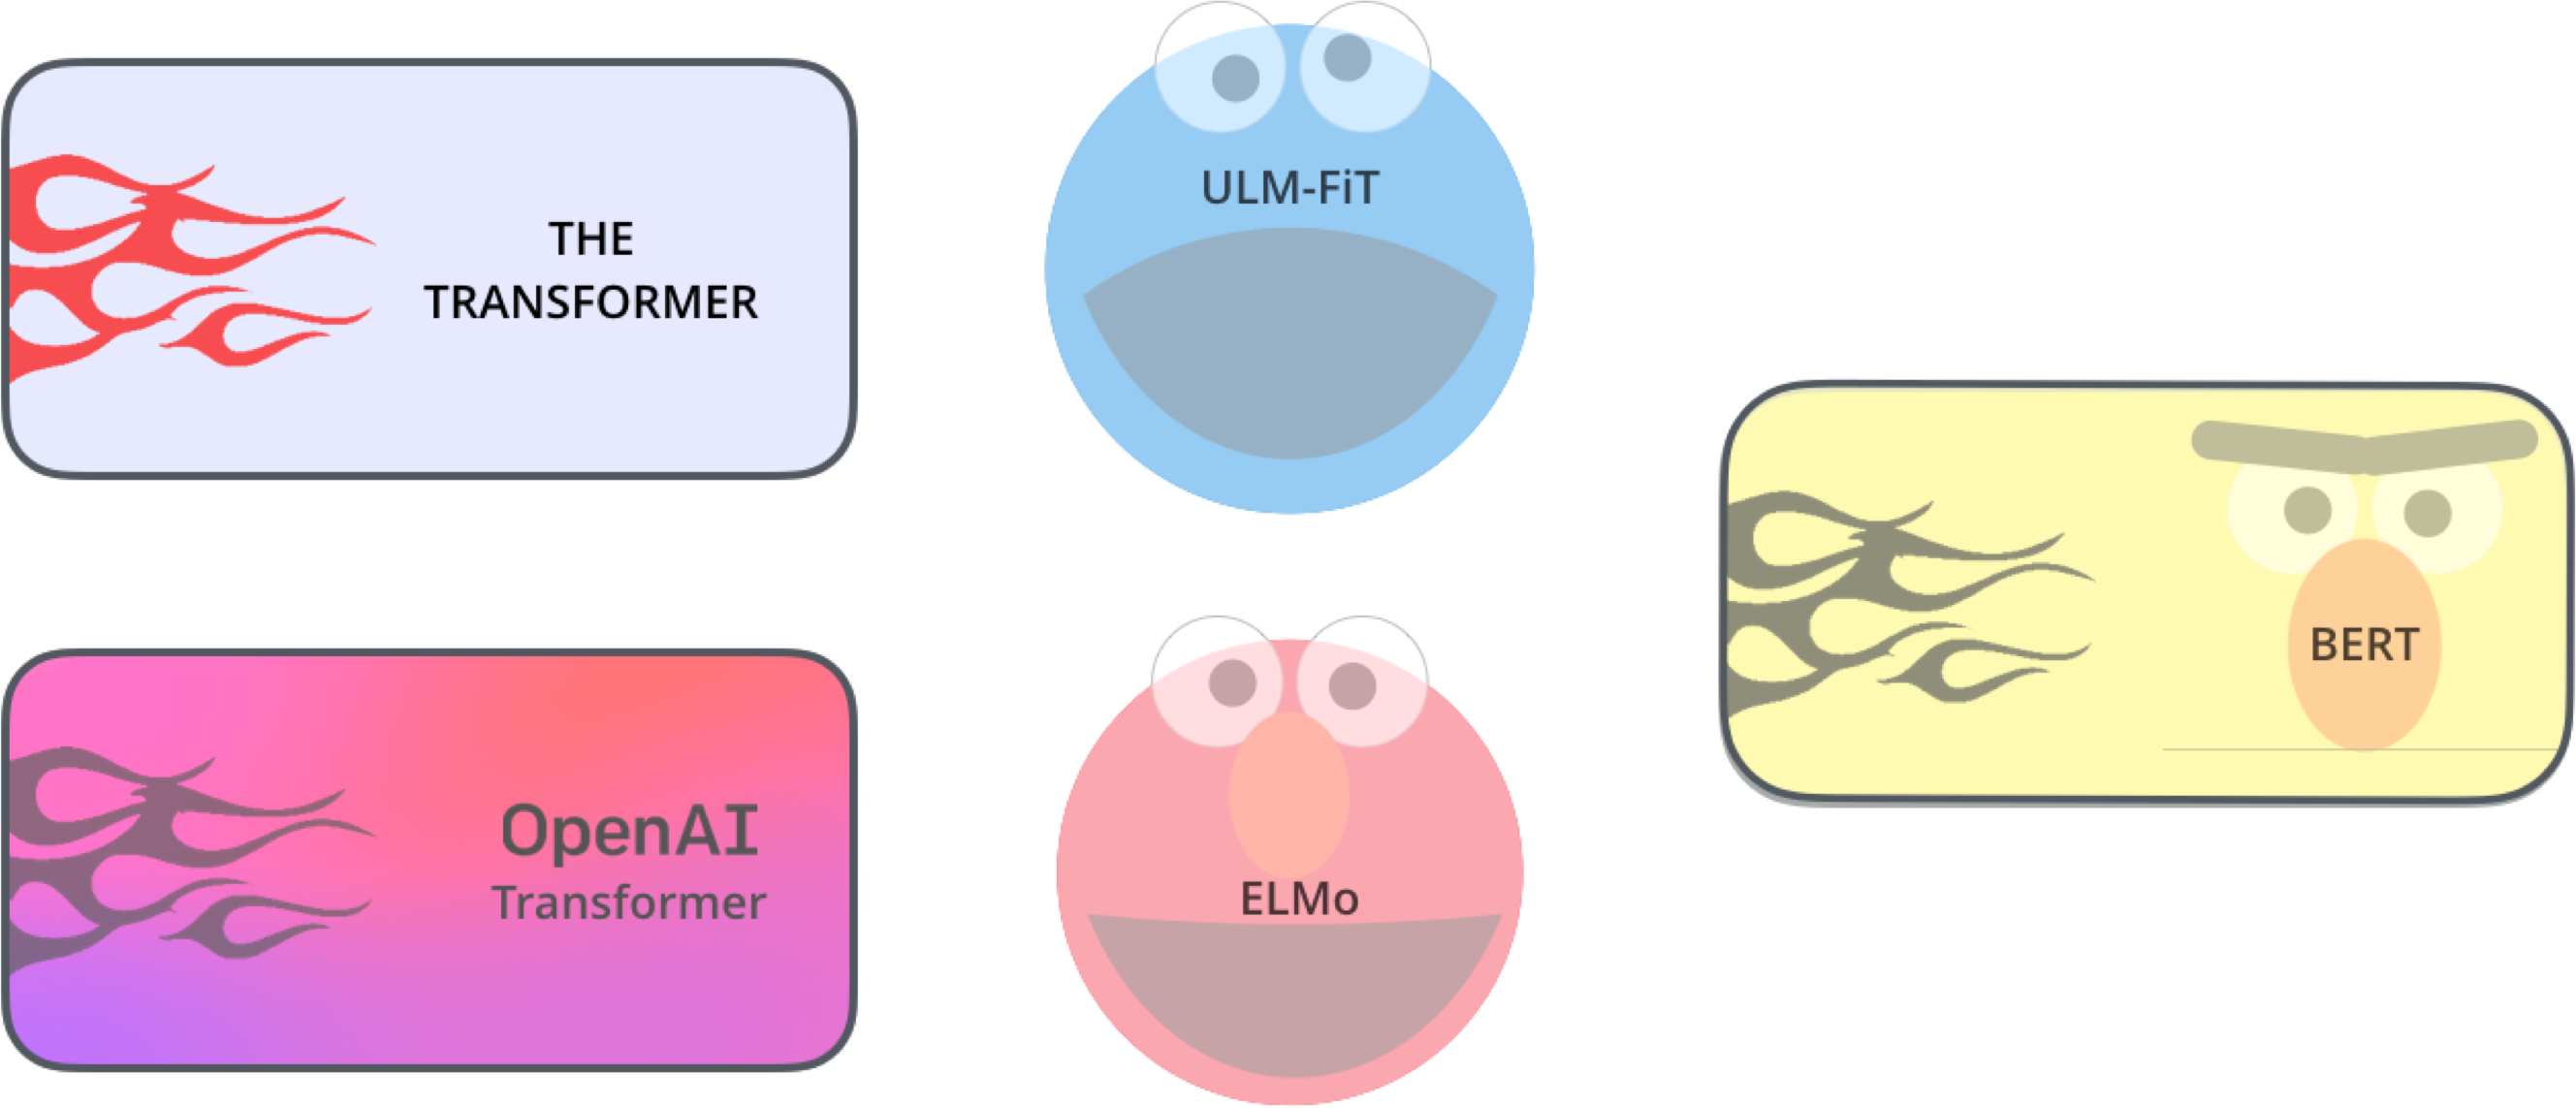 THE
TRANSFORMER
ULM-FiT
OpenAI
Transformer
ELMo
BERT